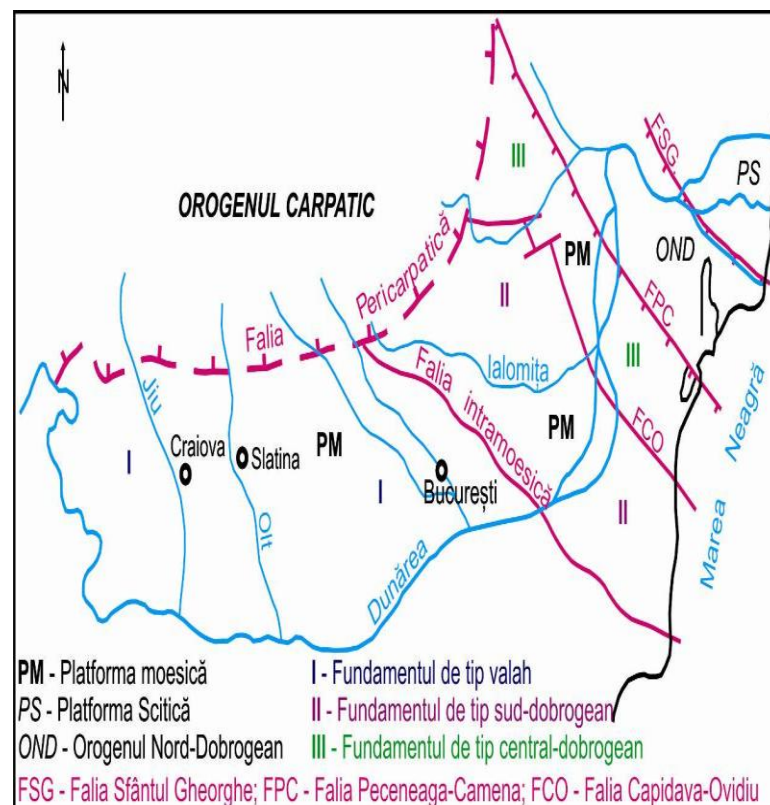 N
FSG
III
PS
OROGENUL CARPATIC
Pericarpatică
PM
OND
II
FPC
Falia
Ialomița
III
Jiu
Falia intramoesică
Craiova
Slatina
PM
PM
FCO
Neagră
I
I
București
Olt
II
Marea
Dunărea
PM - Platforma moesică
I - Fundamentul de tip valah
PS - Platforma Scitică
II - Fundamentul de tip sud-dobrogean
OND - Orogenul Nord-Dobrogean
III - Fundamentul de tip central-dobrogean
FSG - Falia Sfântul Gheorghe; FPC - Falia Peceneaga-Camena; FCO - Falia Capidava-Ovidiu